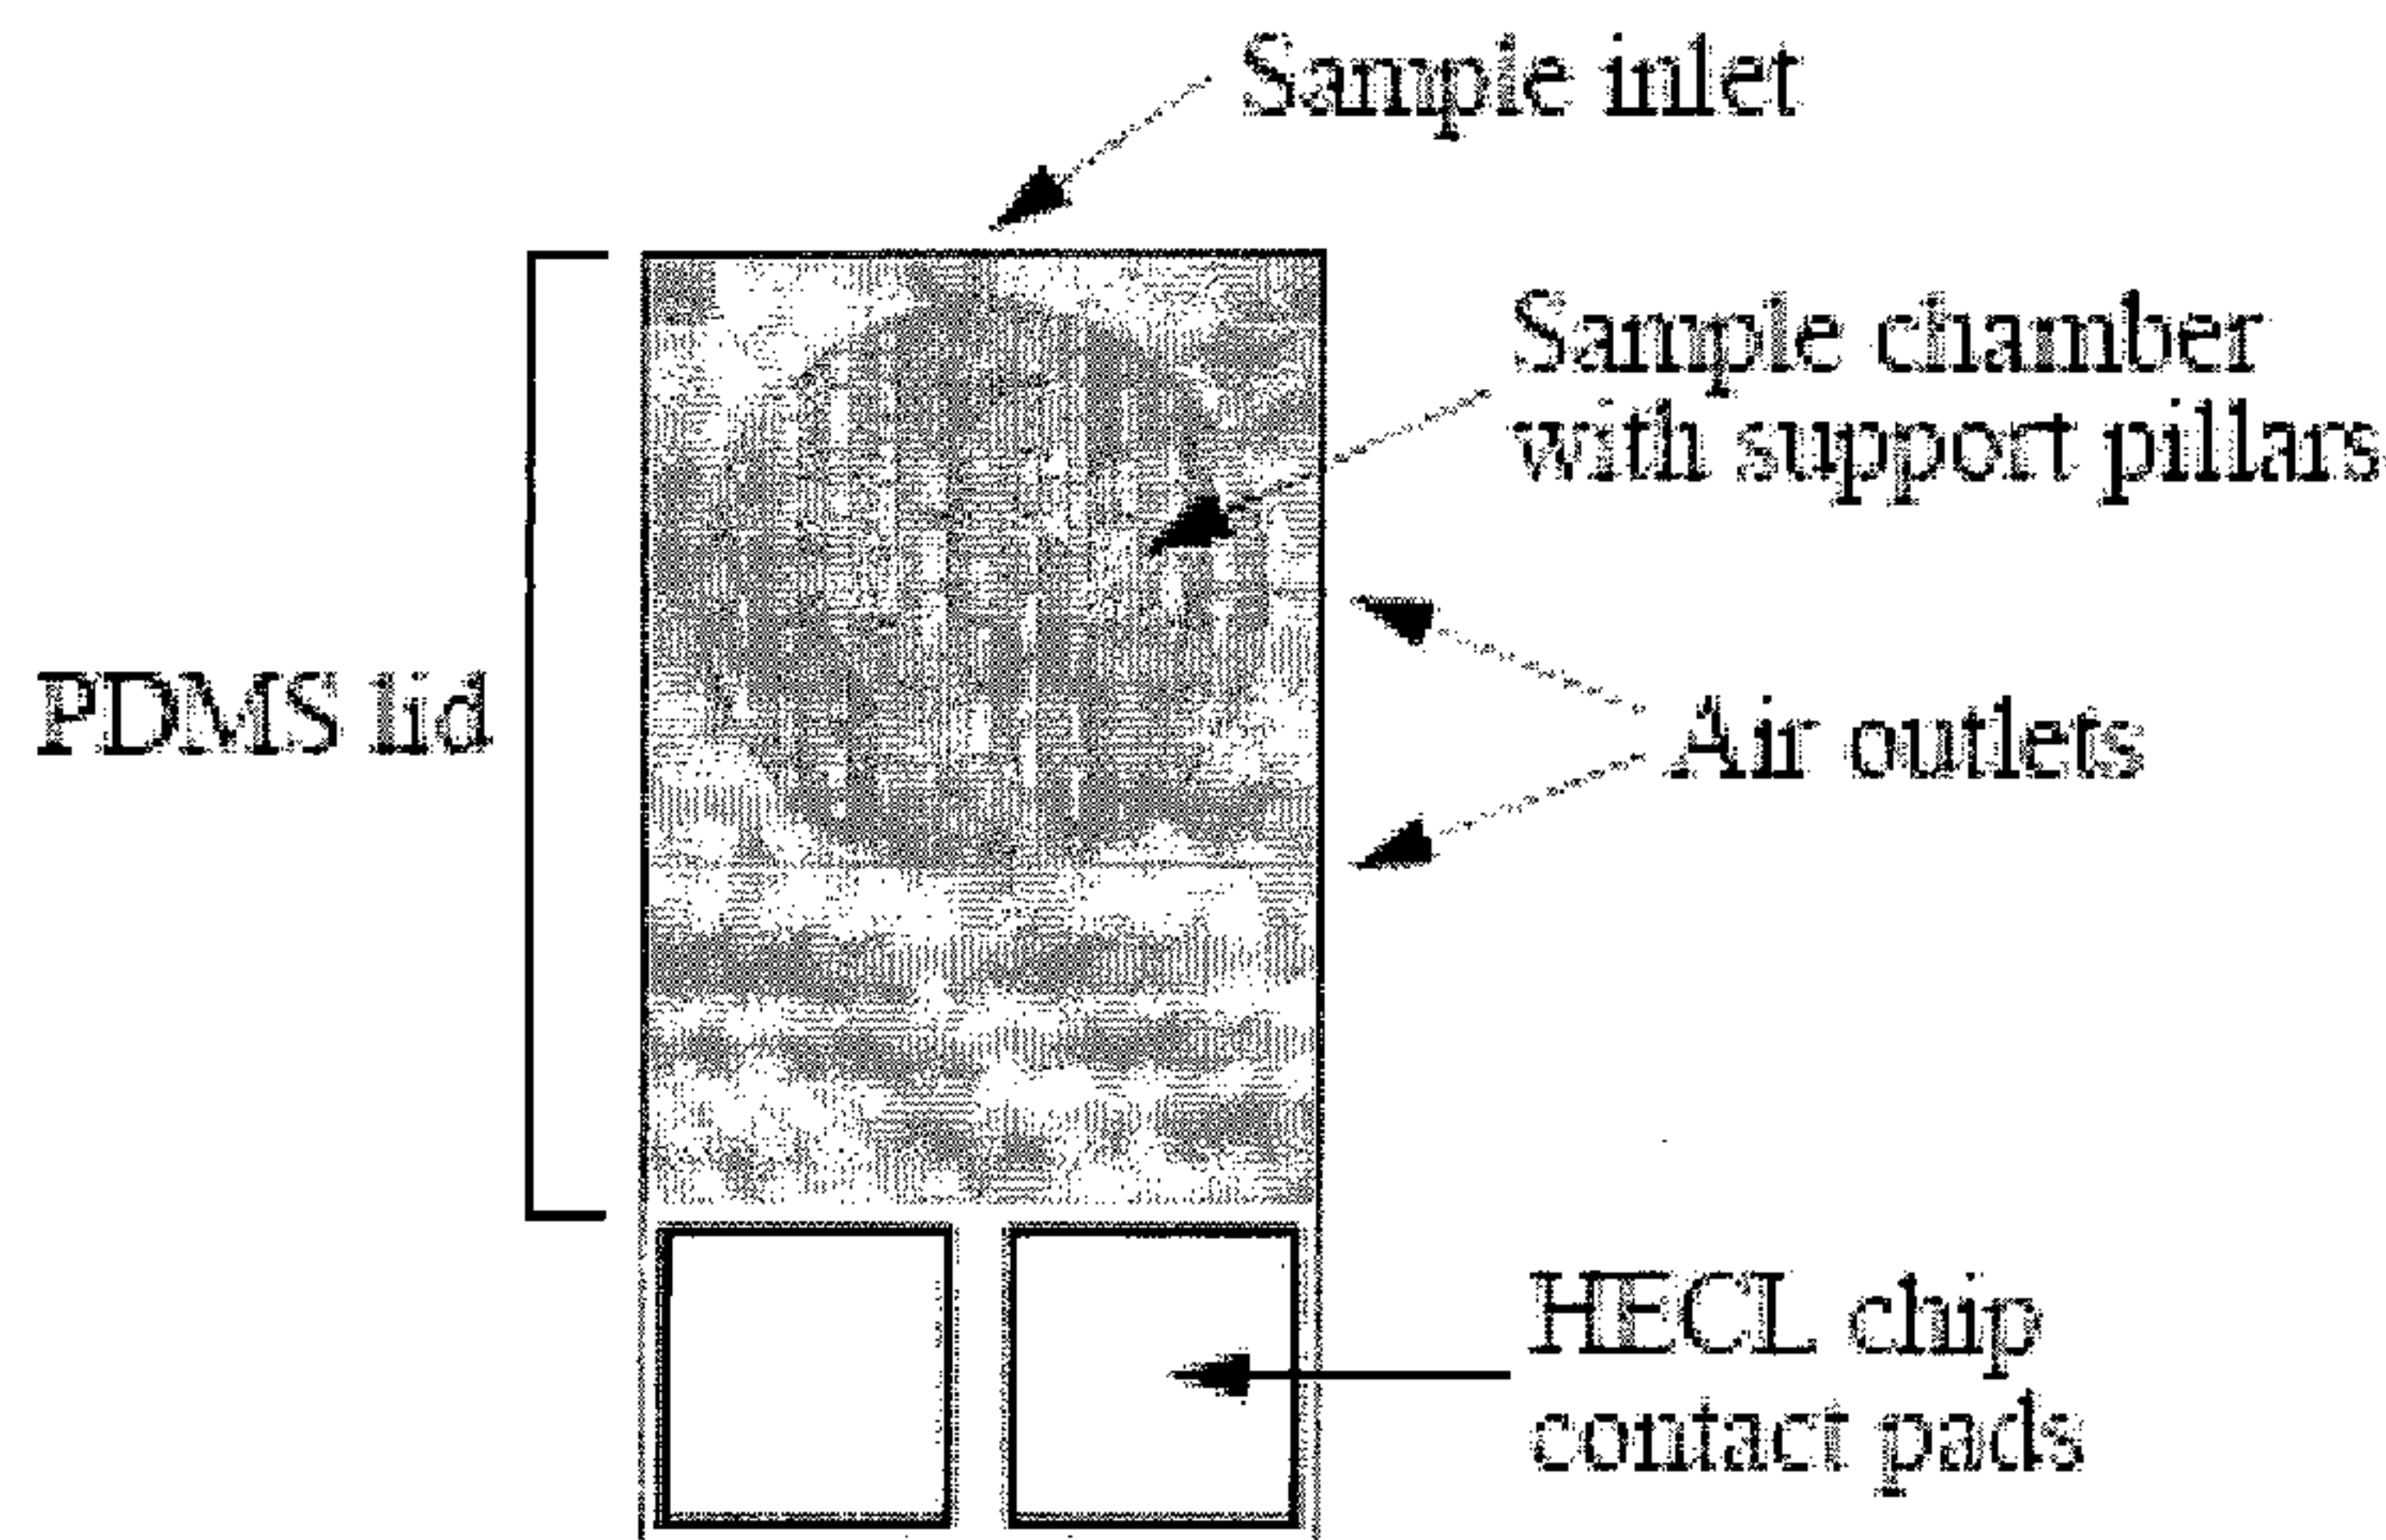 Sample inlet
Sample chamber
with support pillars
PDMS lid
Air outlets
HECL chip
contact pads